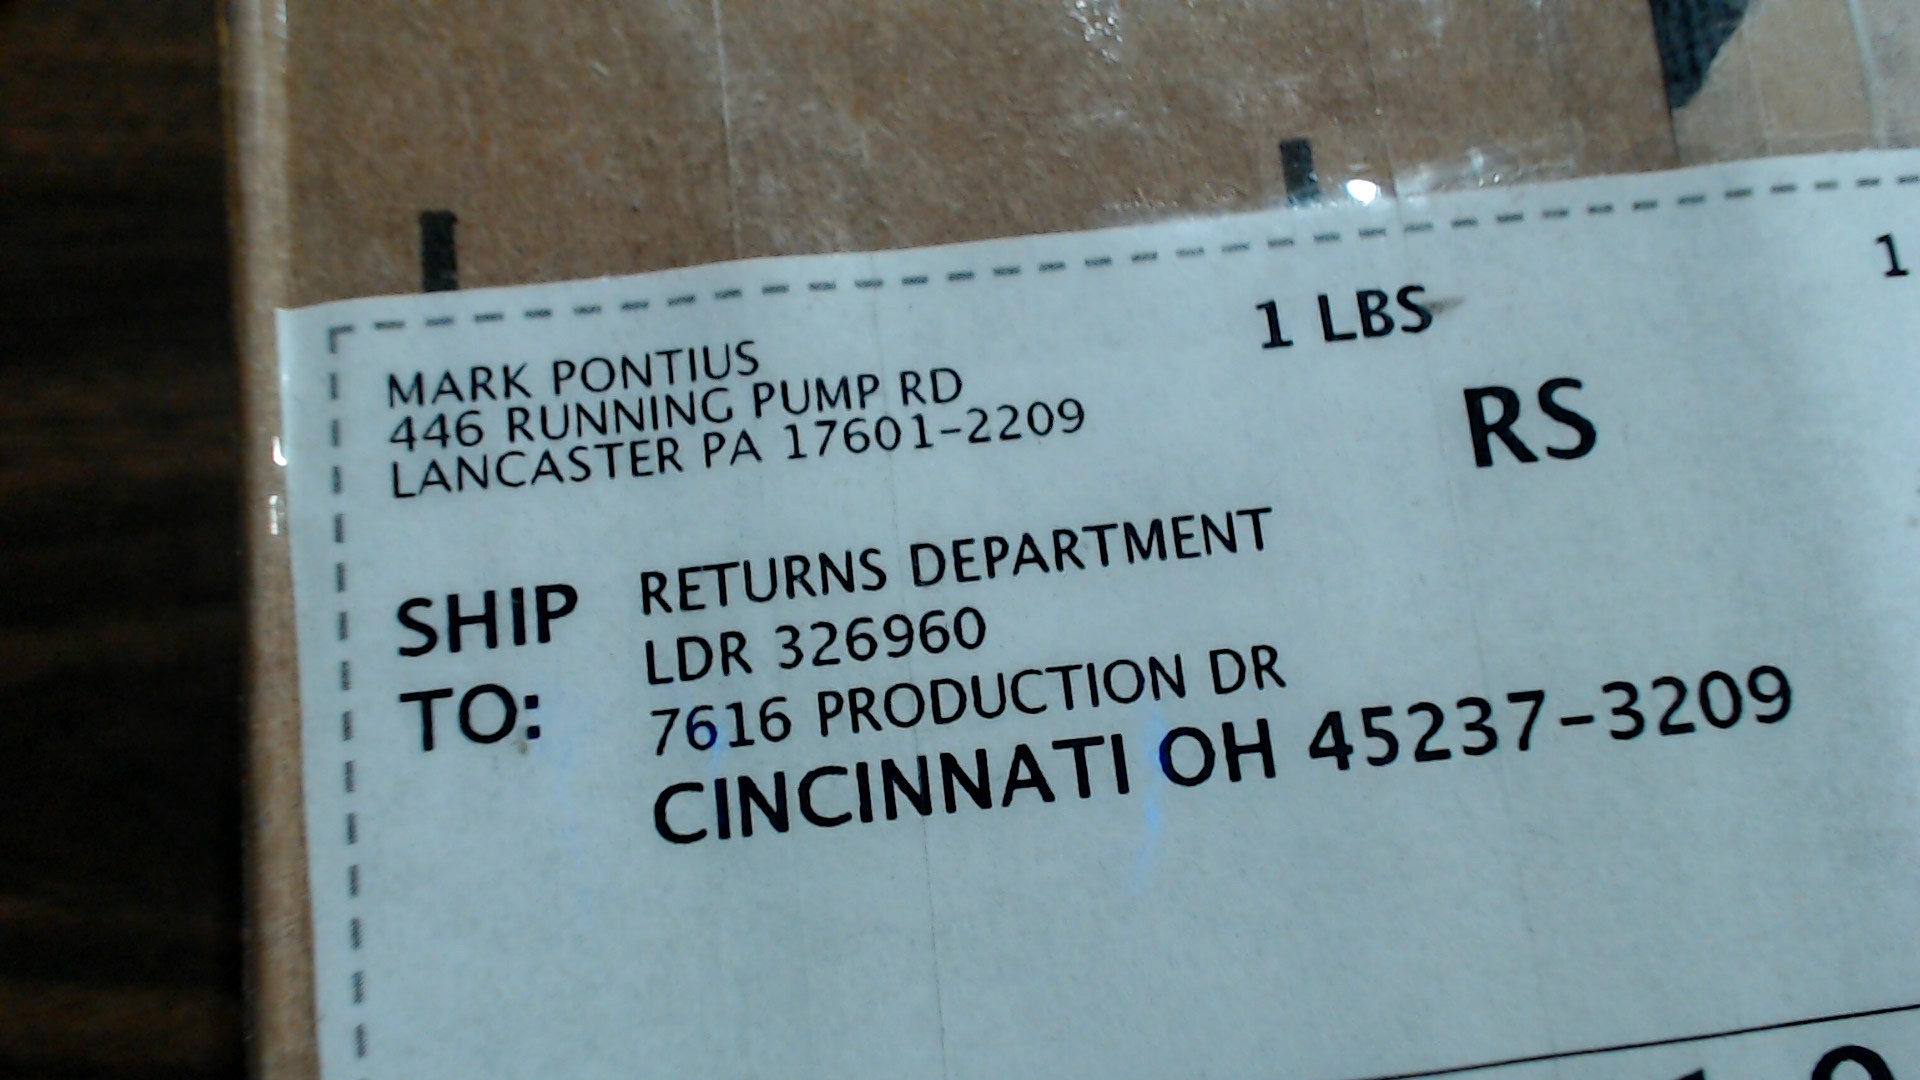 1 LBS
1
MARK PONTIUS
446 RUNNING PUMP RD
LANCASTER PA 17601-2209
RS
SHIP TO:
RETURNS DEPARTMENT
LDR 326960
7616 PRODUCTION DR
CINCINNATI OH 45237-3209